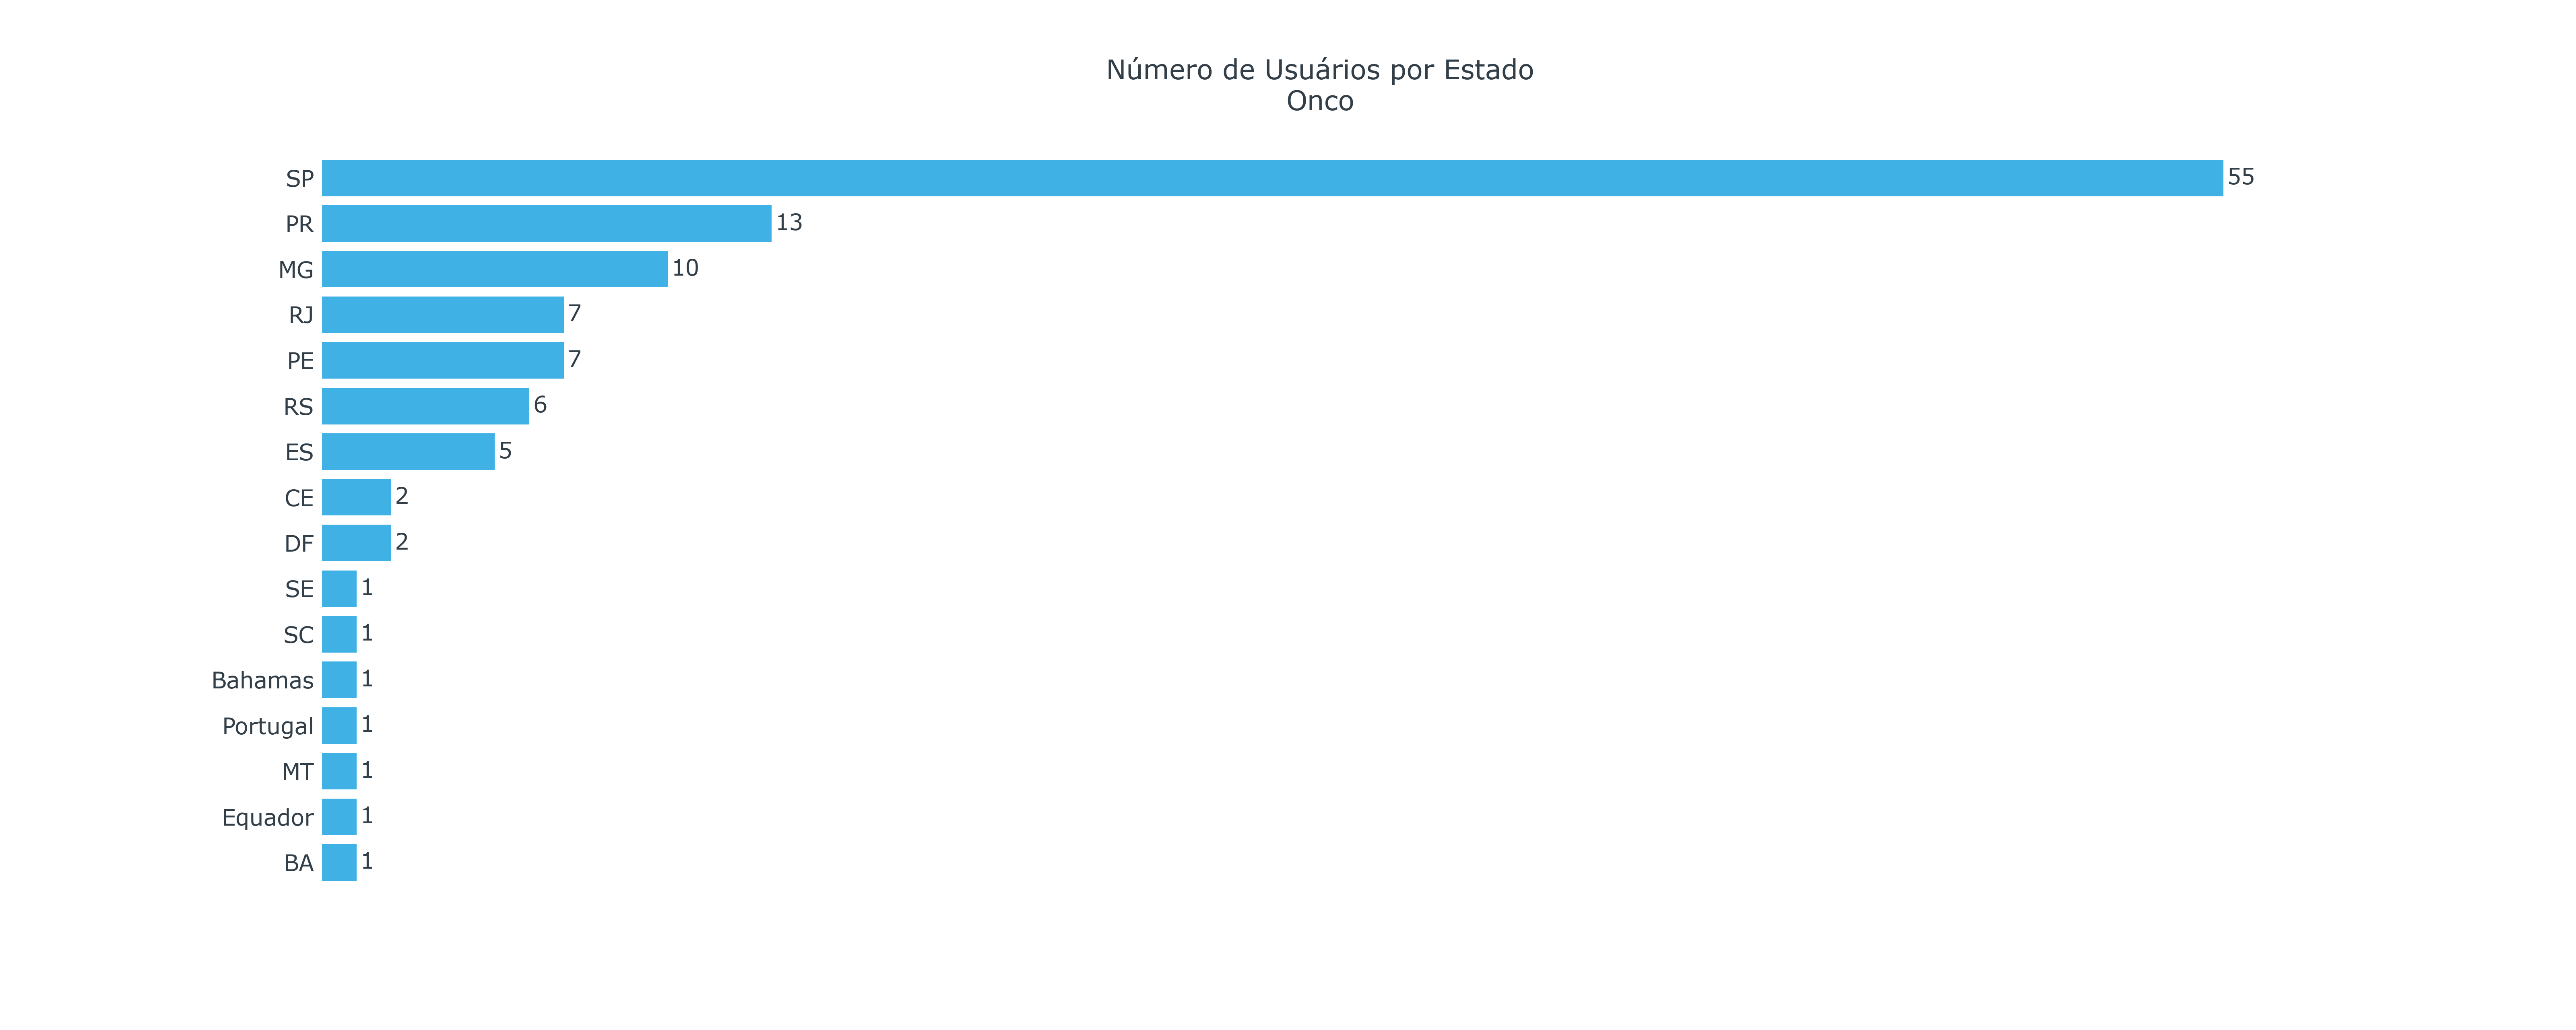 Número de Usuários por Estado
Onco
SP 55
PR 13
MG 10
RJ 7
PE 7
RS 6
ES 5
CE 2
DF 2
SE 1
SC 1
Bahamas 1
Portugal 1
MT 1
Equador 1
BA 1